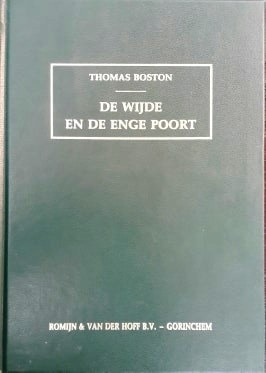 THOMAS BOSTON
DE WIJDE
EN DE ENGE POORT
ROMIJN & VAN DER HOFF B.V. – GORINCHEM